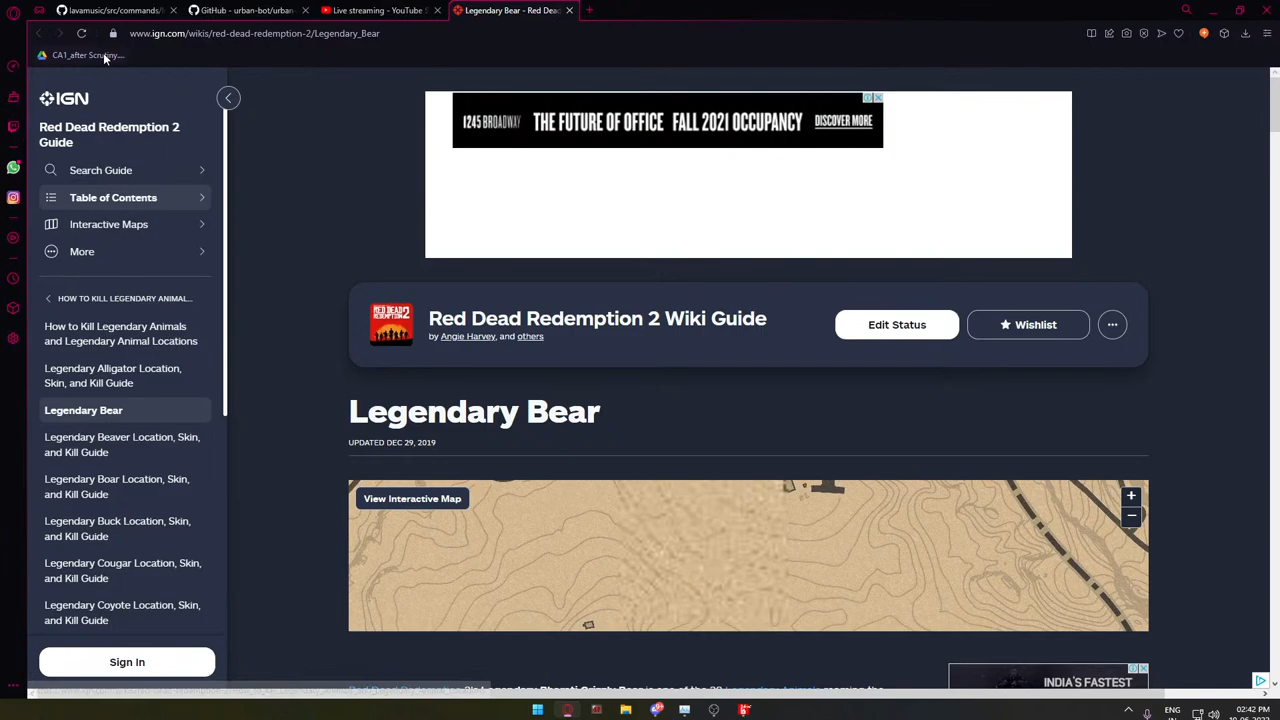 lavamusic/src/commands/
GitHub - urban-bot/urban-
Live streaming - YouTube S
Legendary Bear - Red Dea
www.ign.com/wikis/red-dead-redemption-2/Legendary_Bear
CA1_after Scrutiny....
IGN
Red Dead Redemption 2
Guide
Search Guide
Table of Contents
Interactive Maps
More
HOW TO KILL LEGENDARY ANIMAL...
How to Kill Legendary Animals
and Legendary Animal Locations
Legendary Alligator Location,
Skin, and Kill Guide
Legendary Bear
Legendary Beaver Location, Skin,
and Kill Guide
Legendary Boar Location, Skin,
and Kill Guide
Legendary Buck Location, Skin,
and Kill Guide
Legendary Cougar Location, Skin,
and Kill Guide
Legendary Coyote Location, Skin,
and Kill Guide
Sign In
1245 BROADWAY THE FUTURE OF OFFICE FALL 2021 OCCUPANCY DISCOVER MORE
Red Dead Redemption 2 Wiki Guide
by Angie Harvey, and others
Edit Status
Wishlist
Legendary Bear
UPDATED DEC 29, 2019
View Interactive Map
+
−
INDIA'S FASTEST
ENG
02:42 PM